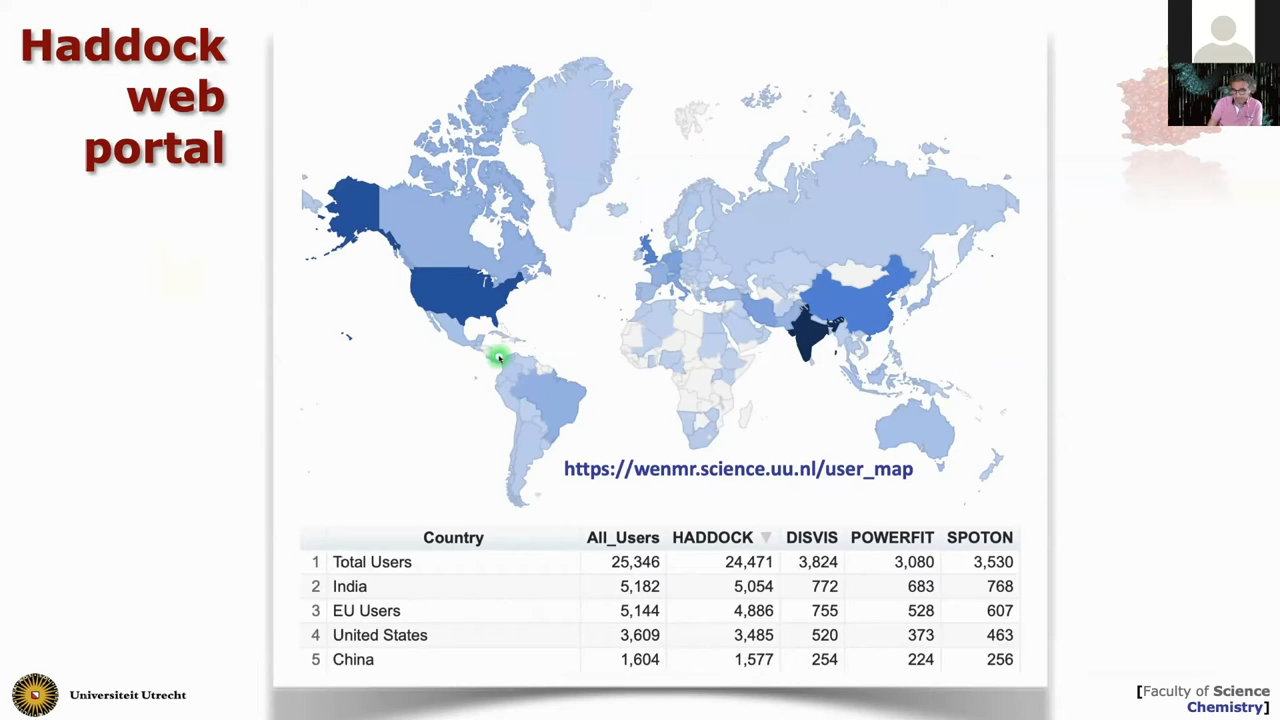 Haddock
web
portal
https://wenmr.science.uu.nl/user_map
Country All_Users HADDOCK DISVIS POWERFIT SPOTON
1 Total Users 25,346 24,471 3,824 3,080 3,530
2 India 5,182 5,054 772 683 768
3 EU Users 5,144 4,886 755 528 607
4 United States 3,609 3,485 520 373 463
5 China 1,604 1,577 254 224 256
Universiteit Utrecht
[Faculty of Science
Chemistry]